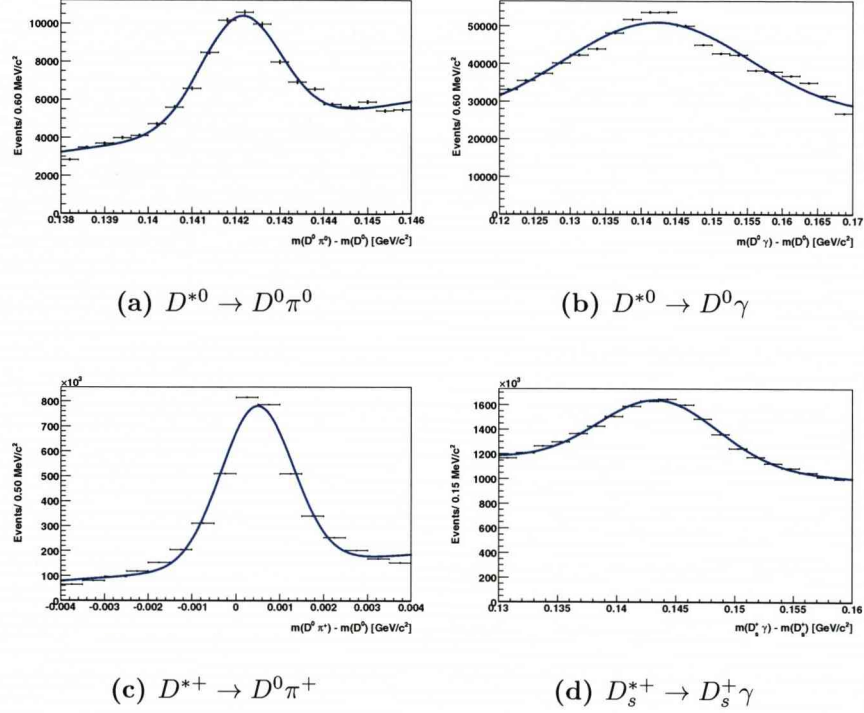 10000
8000
6000
4000
2000
0
Events/ 0.60 MeV/c²
0.138 0.139 0.14 0.141 0.142 0.143 0.144 0.145 0.146
m(D⁰ π⁰) - m(D⁰) [GeV/c²]
(a) D*⁰ → D⁰π⁰
50000
40000
30000
20000
10000
0
Events/ 0.60 MeV/c²
0.12 0.125 0.13 0.135 0.14 0.145 0.15 0.155 0.16 0.165 0.17
m(D⁰ γ) - m(D⁰) [GeV/c²]
(b) D*⁰ → D⁰γ
×10³
800
700
600
500
400
300
200
100
0
Events/ 0.50 MeV/c²
-0.004 -0.003 -0.002 -0.001 0 0.001 0.002 0.003 0.004
m(D⁰ π⁺) - m(D⁰) [GeV/c²]
(c) D*⁺ → D⁰π⁺
×10³
1600
1400
1200
1000
800
600
400
200
0
Events/ 0.15 MeV/c²
0.13 0.135 0.14 0.145 0.15 0.155 0.16
m(D⁺ₛ γ) - m(D⁺ₛ) [GeV/c²]
(d) D*⁺ₛ → D⁺ₛγ